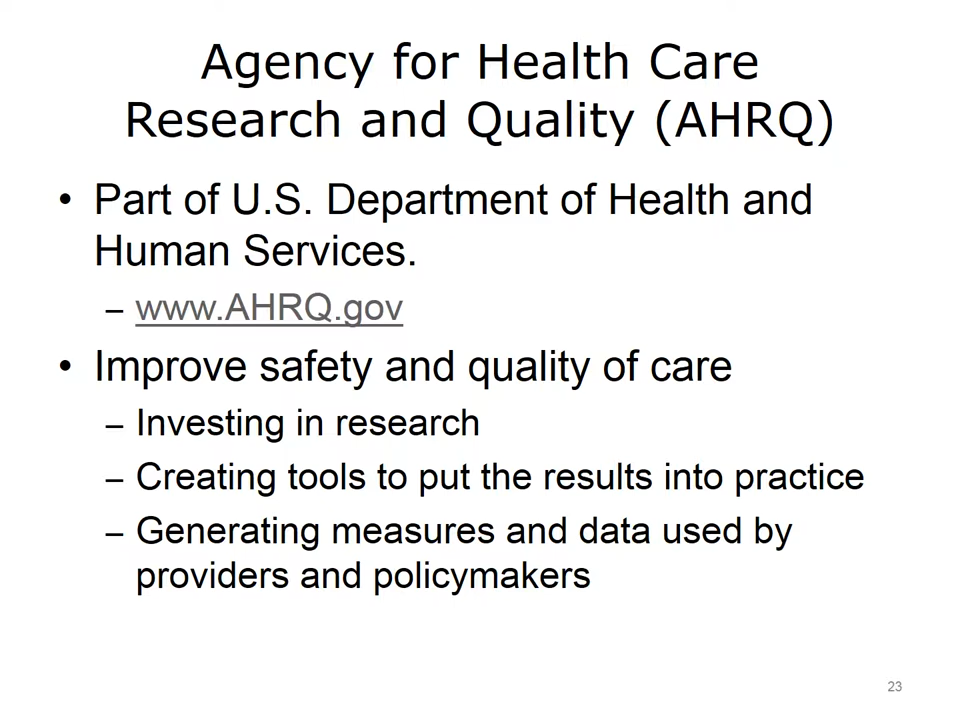 Agency for Health Care
Research and Quality (AHRQ)
• Part of U.S. Department of Health and
Human Services.
– www.AHRQ.gov
• Improve safety and quality of care
– Investing in research
– Creating tools to put the results into practice
– Generating measures and data used by
providers and policymakers
23